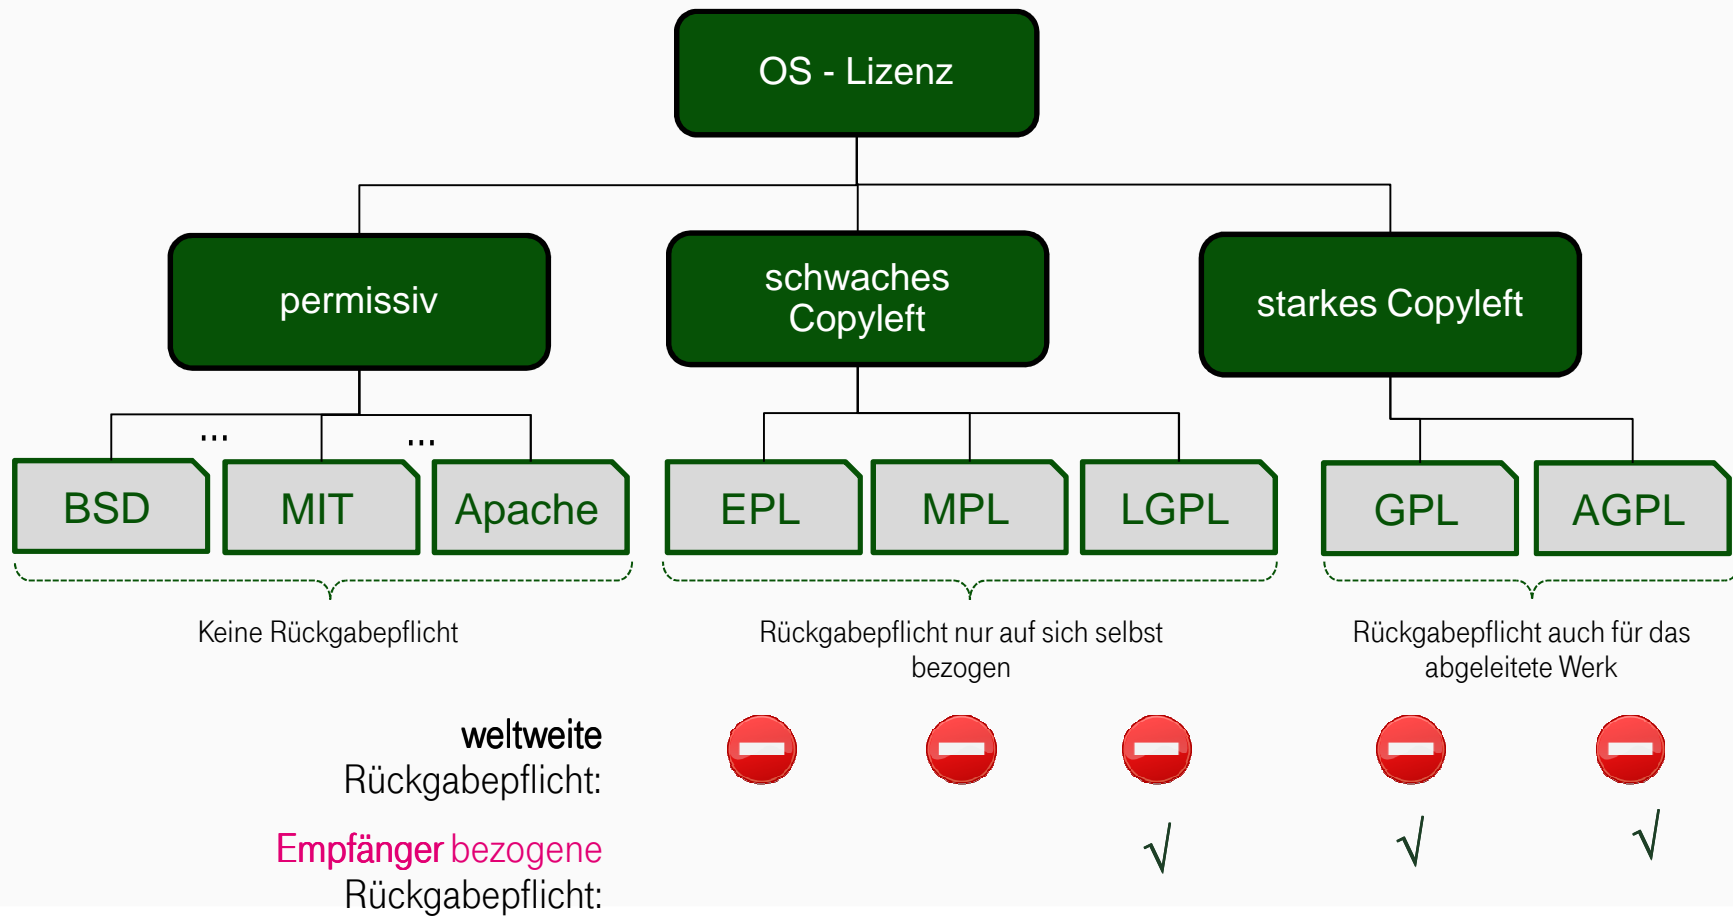 OS - Lizenz
permissiv
schwaches
Copyleft
starkes Copyleft
...
...
BSD
MIT
Apache
EPL
MPL
LGPL
GPL
AGPL
Keine Rückgabepflicht
Rückgabepflicht nur auf sich selbst
bezogen
Rückgabepflicht auch für das
abgeleitete Werk
weltweite
Rückgabepflicht:
Empfänger bezogene
Rückgabepflicht:
√ √ √